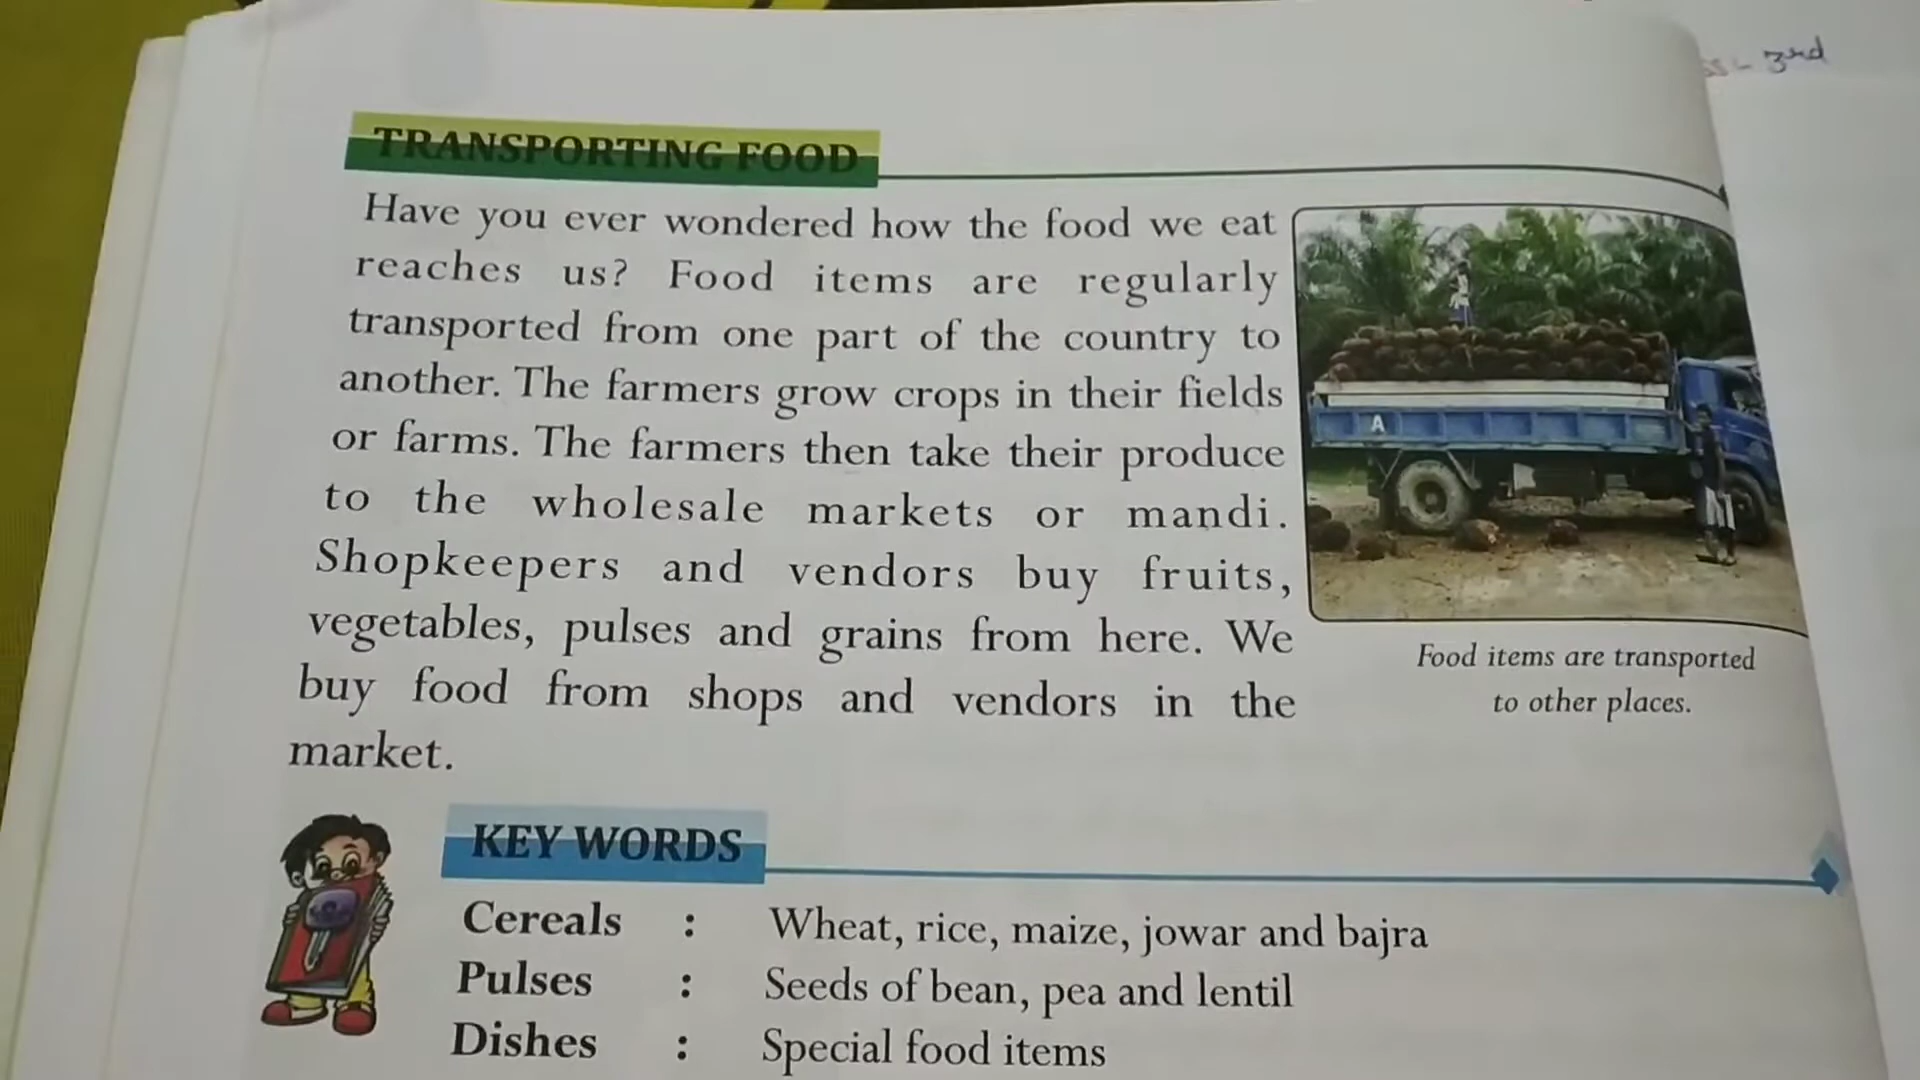 3rd
TRANSPORTING FOOD
Have you ever wondered how the food we eat
reaches us? Food items are regularly
transported from one part of the country to
another. The farmers grow crops in their fields
or farms. The farmers then take their produce
to the wholesale markets or mandi.
Shopkeepers and vendors buy fruits,
vegetables, pulses and grains from here. We
buy food from shops and vendors in the
market.
A
Food items are transported
to other places.
KEY WORDS
Cereals : Wheat, rice, maize, jowar and bajra
Pulses : Seeds of bean, pea and lentil
Dishes : Special food items